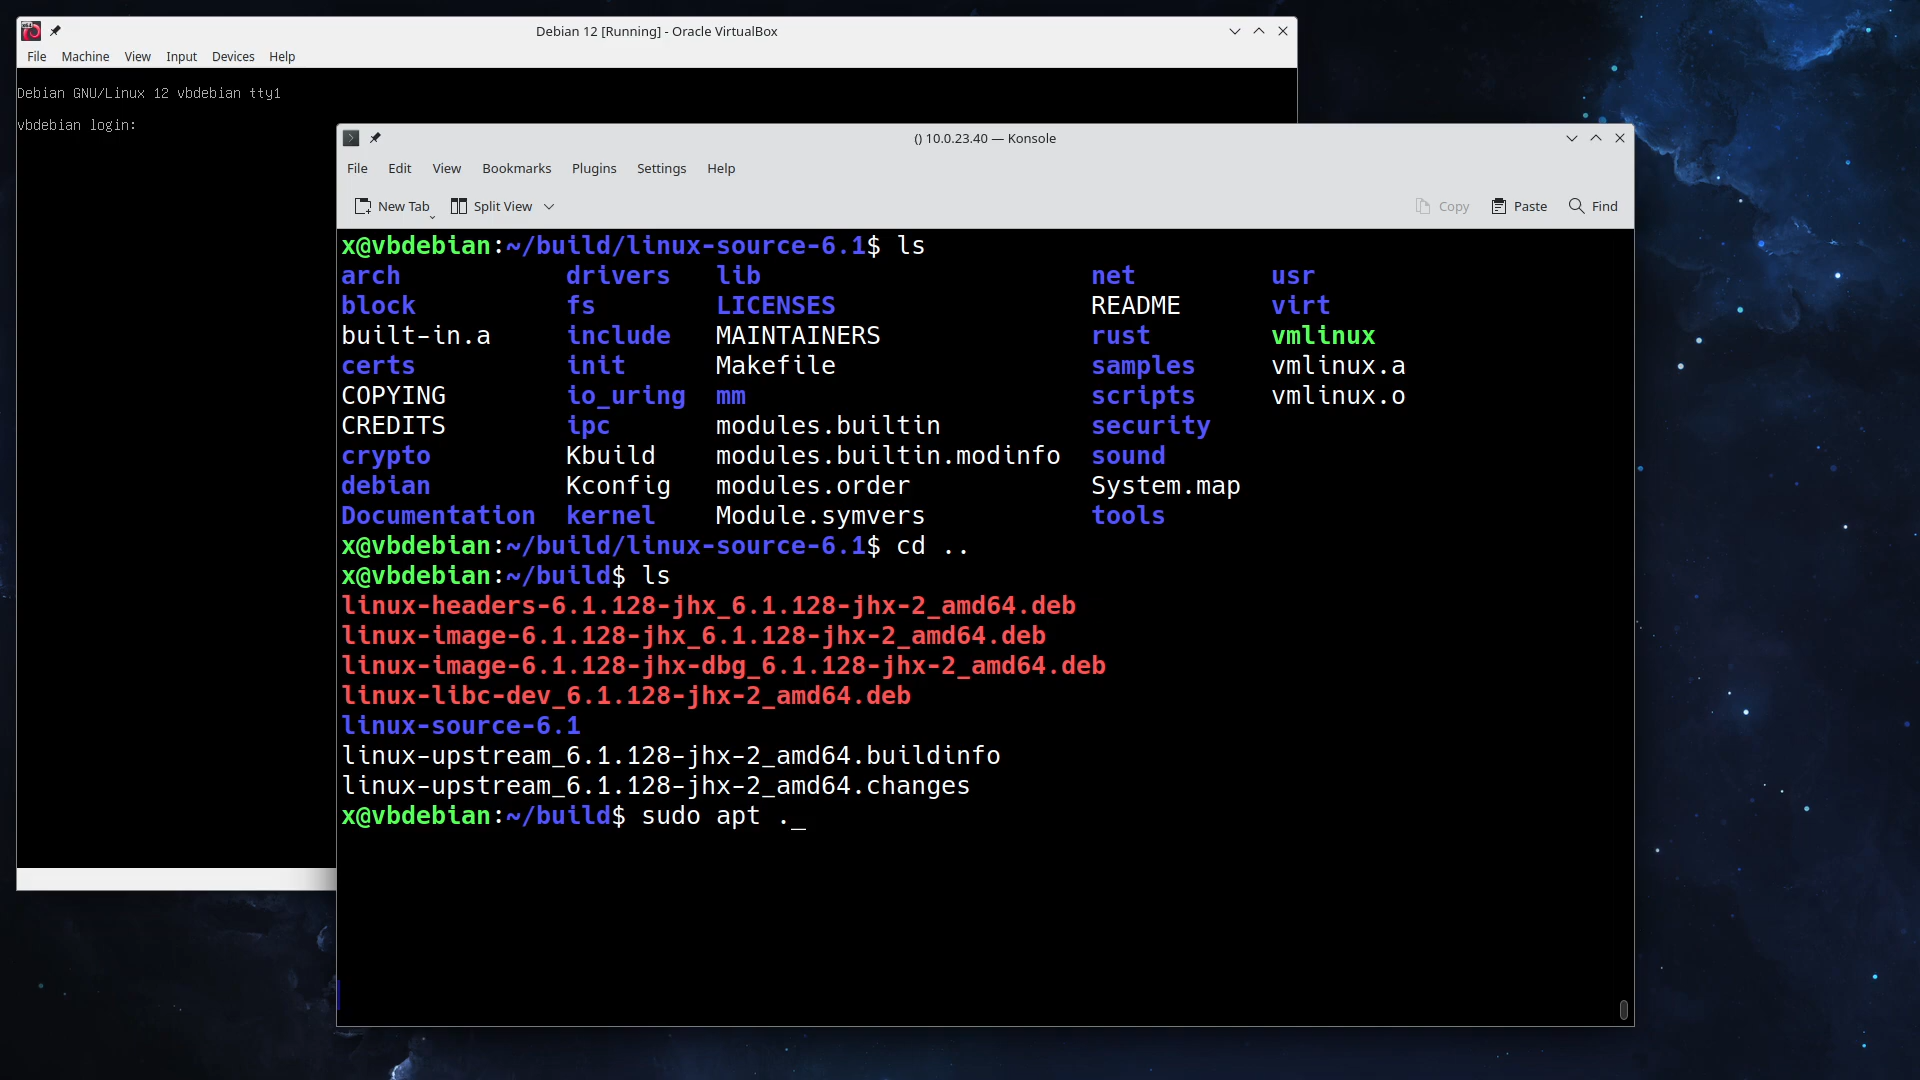 Debian 12 [Running] - Oracle VirtualBox
File Machine View Input Devices Help
Debian GNU/Linux 12 vbdebian tty1
vbdebian login:
() 10.0.23.40 — Konsole
File Edit View Bookmarks Plugins Settings Help
New Tab Split View Copy Paste Find
x@vbdebian:~/build/linux-source-6.1$ ls
arch drivers lib net usr
block fs LICENSES README virt
built-in.a include MAINTAINERS rust vmlinux
certs init Makefile samples vmlinux.a
COPYING io_uring mm scripts vmlinux.o
CREDITS ipc modules.builtin security
crypto Kbuild modules.builtin.modinfo sound
debian Kconfig modules.order System.map
Documentation kernel Module.symvers tools
x@vbdebian:~/build/linux-source-6.1$ cd ..
x@vbdebian:~/build$ ls
linux-headers-6.1.128-jhx_6.1.128-jhx-2_amd64.deb
linux-image-6.1.128-jhx_6.1.128-jhx-2_amd64.deb
linux-image-6.1.128-jhx-dbg_6.1.128-jhx-2_amd64.deb
linux-libc-dev_6.1.128-jhx-2_amd64.deb
linux-source-6.1
linux-upstream_6.1.128-jhx-2_amd64.buildinfo
linux-upstream_6.1.128-jhx-2_amd64.changes
x@vbdebian:~/build$ sudo apt ._